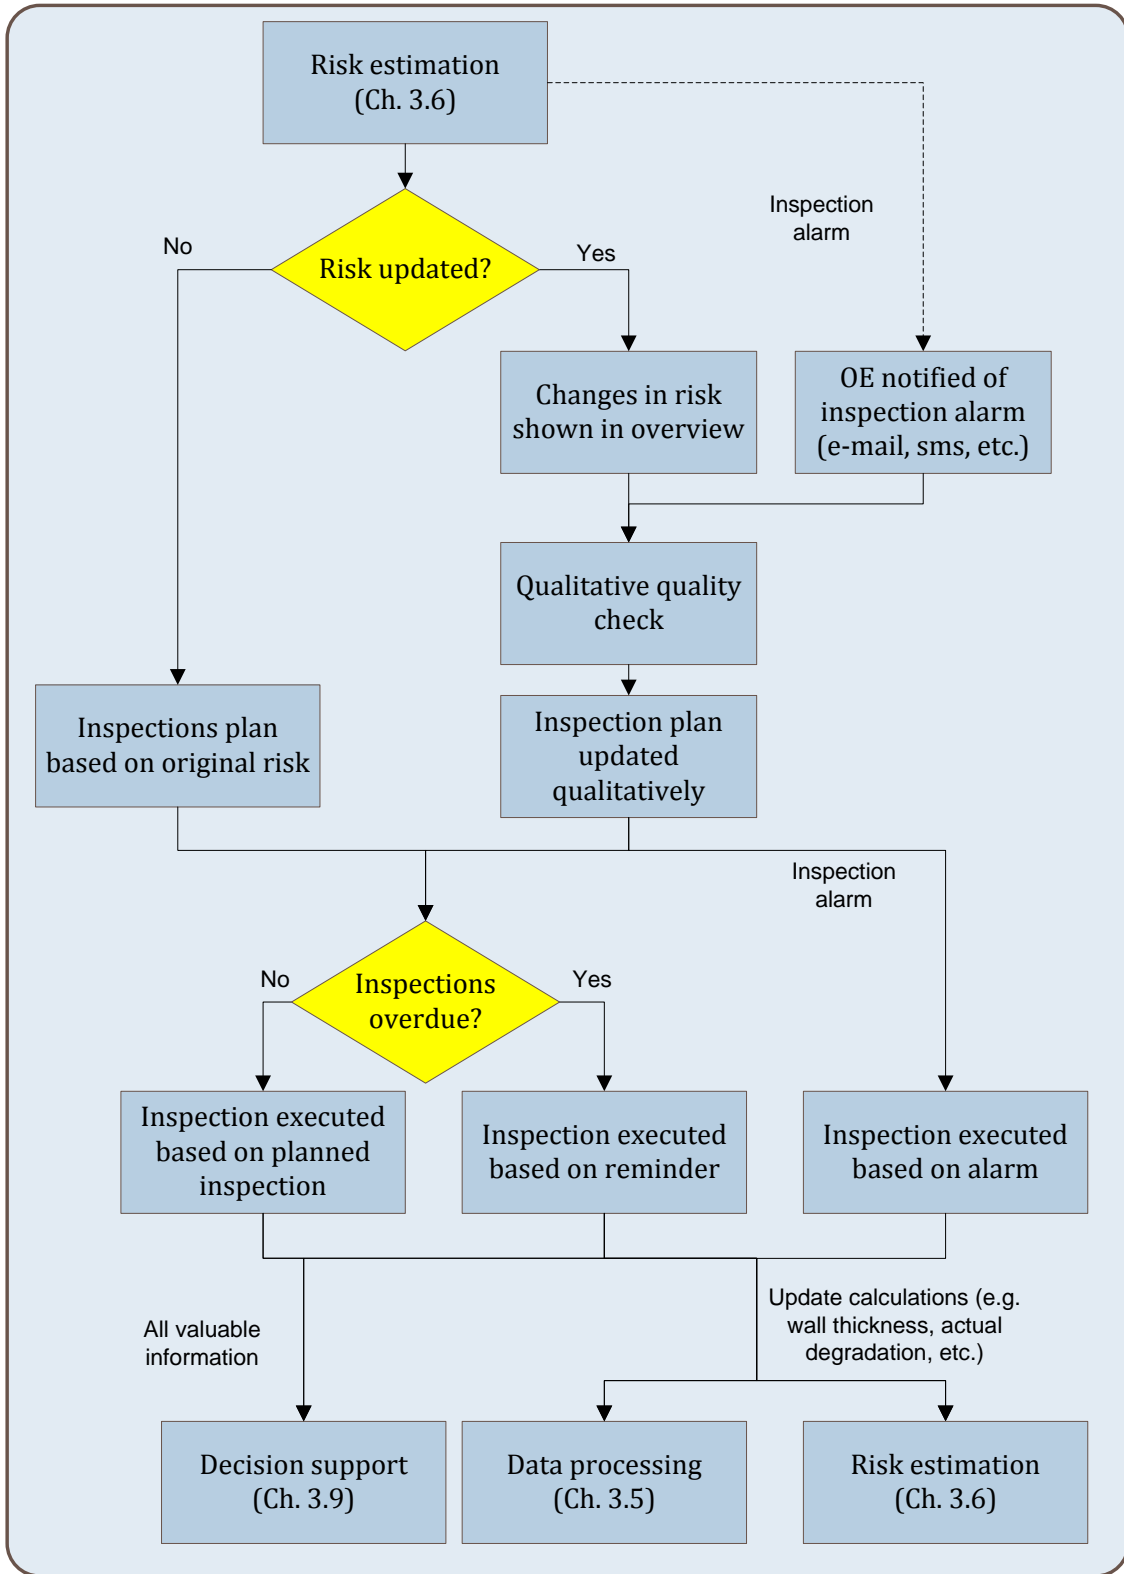 Risk estimation
(Ch. 3.6)
Inspection
alarm
No
Yes
Risk updated?
Changes in risk
shown in overview
OE notified of
inspection alarm
(e-mail, sms, etc.)
Qualitative quality
check
Inspections plan
based on original risk
Inspection plan
updated
qualitatively
Inspection
alarm
No
Yes
Inspections
overdue?
Inspection executed
based on planned
inspection
Inspection executed
based on reminder
Inspection executed
based on alarm
All valuable
information
Update calculations (e.g.
wall thickness, actual
degradation, etc.)
Decision support
(Ch. 3.9)
Data processing
(Ch. 3.5)
Risk estimation
(Ch. 3.6)